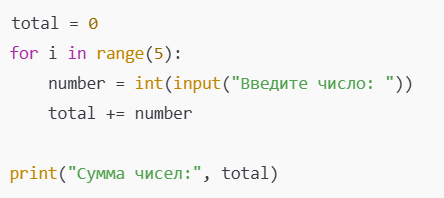 total = 0
for i in range(5):
    number = int(input("Введите число: "))
    total += number

print("Сумма чисел:", total)